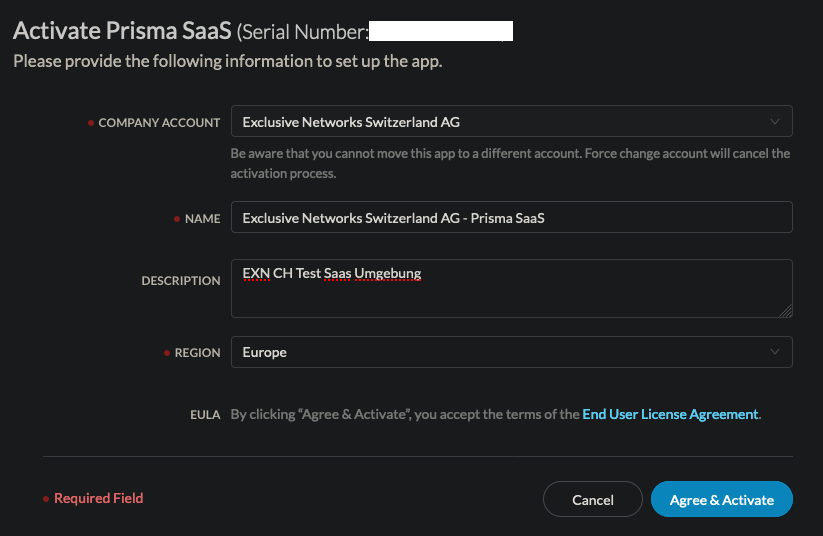 Activate Prisma SaaS (Serial Number:
Please provide the following information to set up the app.
COMPANY ACCOUNT
Exclusive Networks Switzerland AG
Be aware that you cannot move this app to a different account. Force change account will cancel the
activation process.
NAME
Exclusive Networks Switzerland AG - Prisma SaaS
DESCRIPTION
EXN CH Test Saas Umgebung
REGION
Europe
EULA
By clicking “Agree & Activate”, you accept the terms of the End User License Agreement.
Required Field
Cancel
Agree & Activate